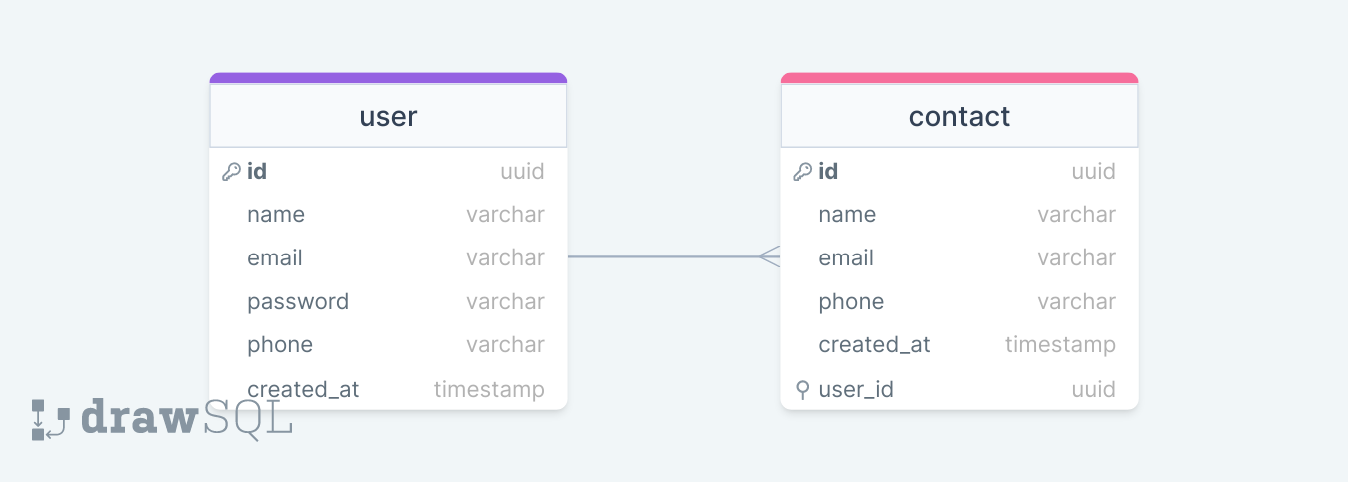 user
id uuid
name varchar
email varchar
password varchar
phone varchar
created_at timestamp
contact
id uuid
name varchar
email varchar
phone varchar
created_at timestamp
user_id uuid
drawSQL